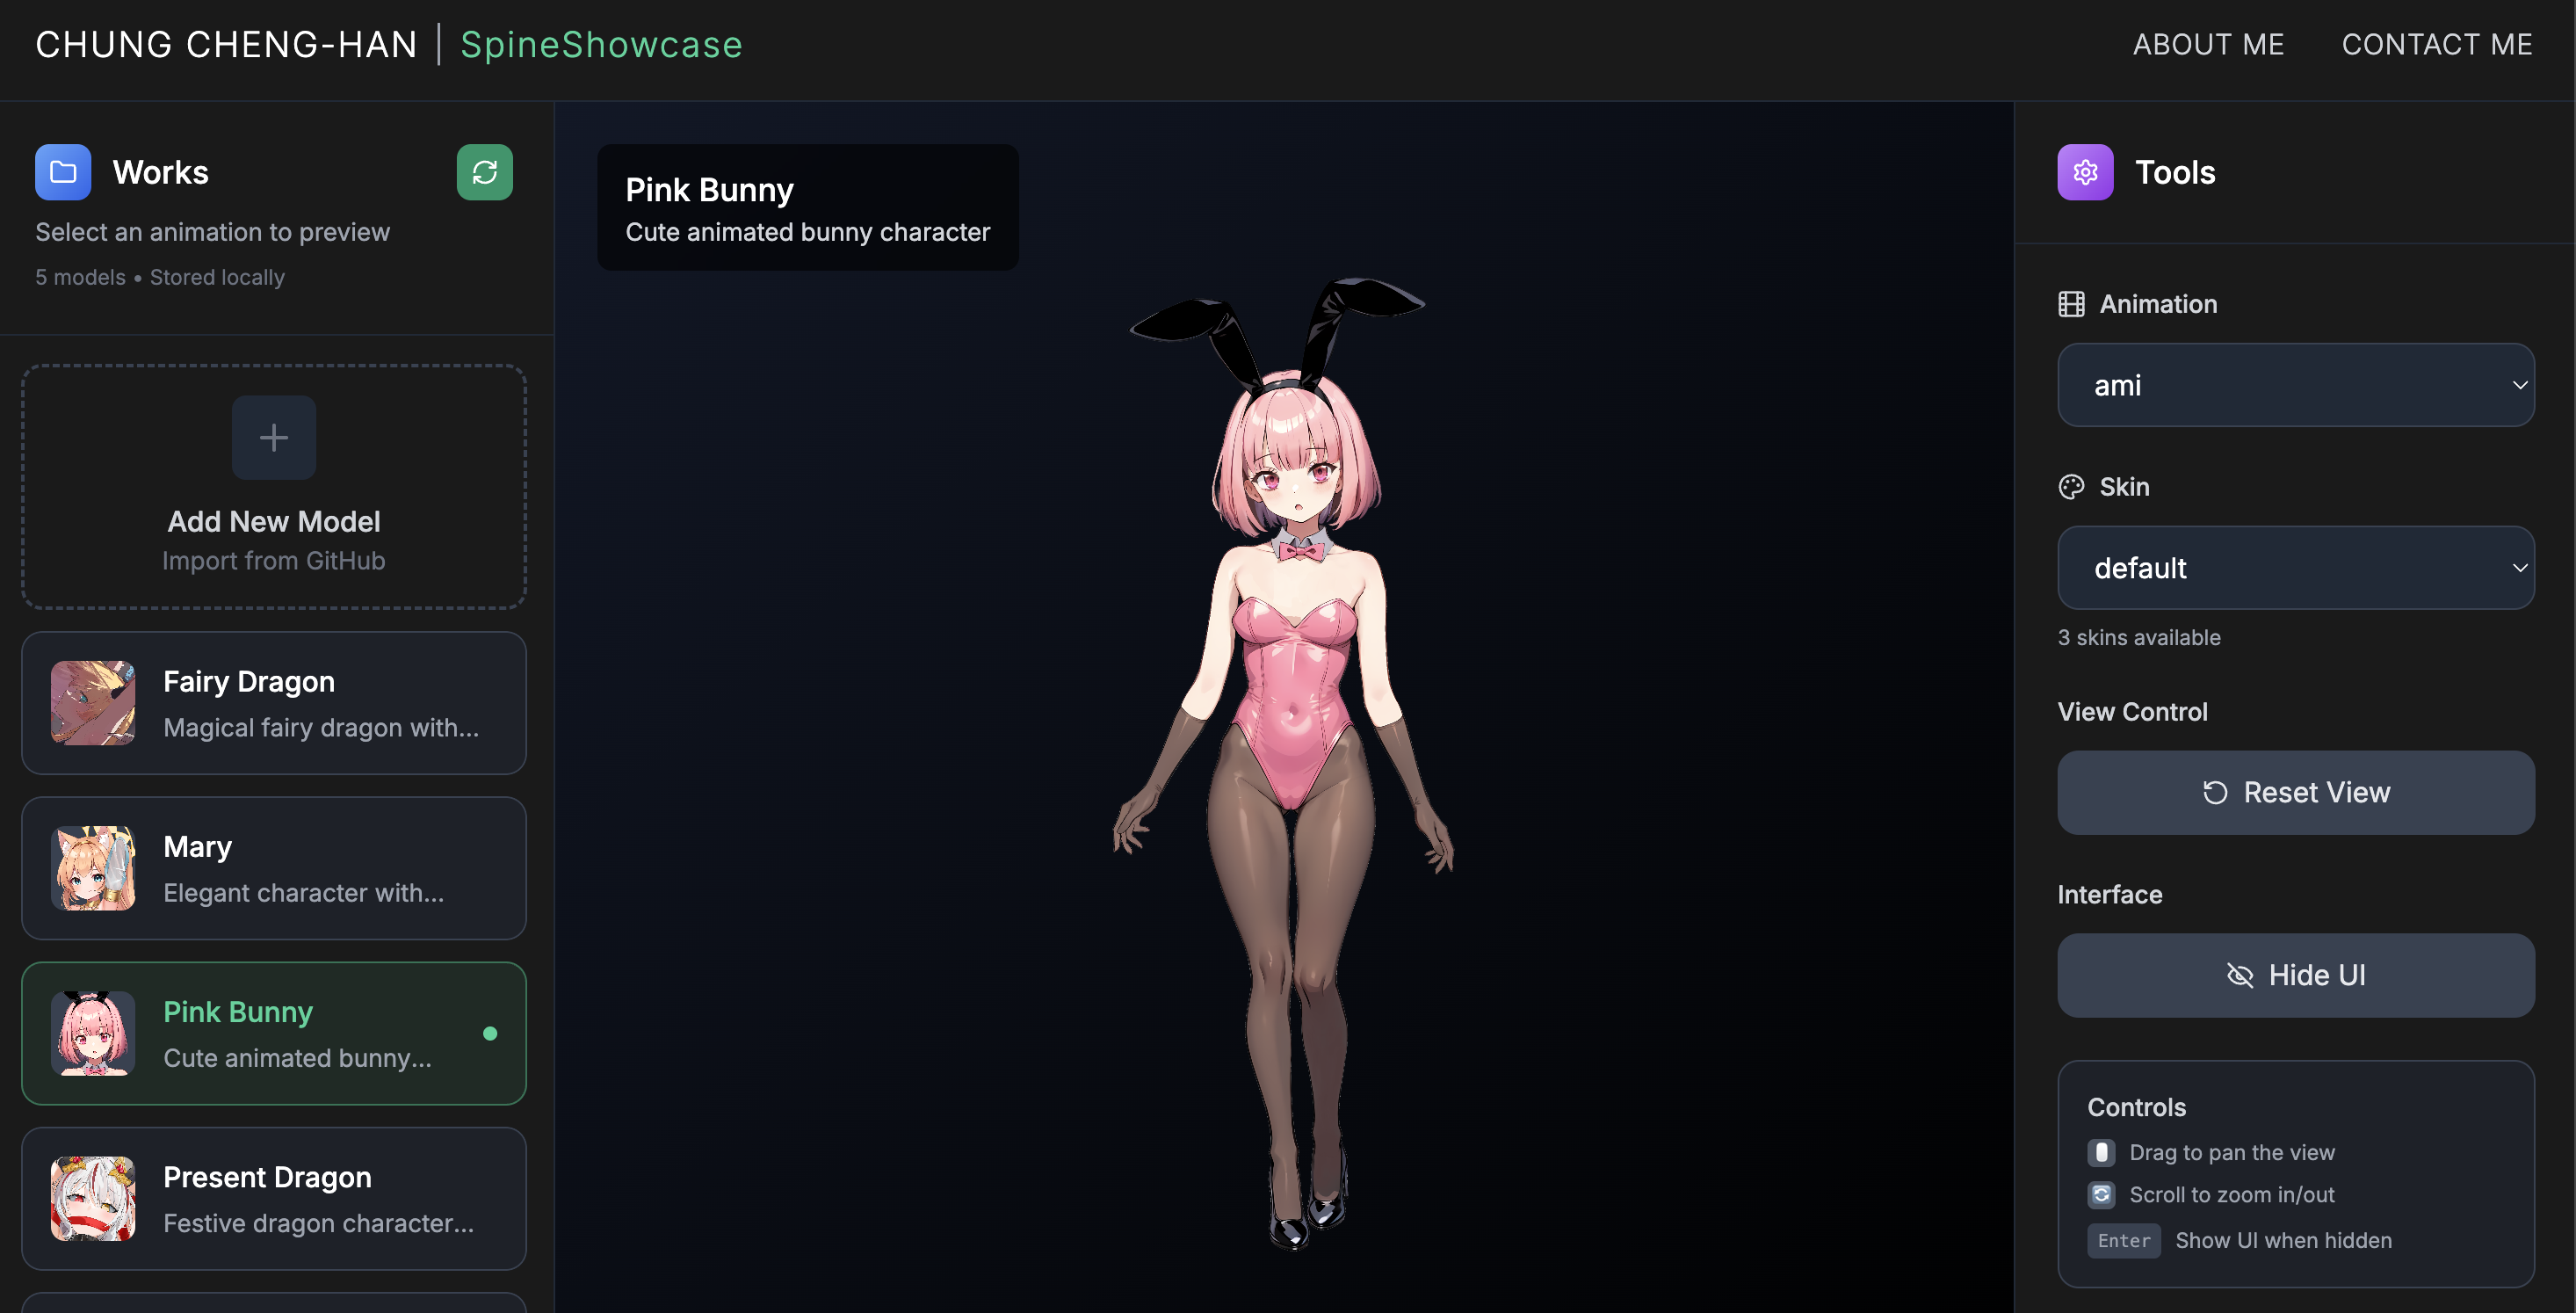 CHUNG CHENG-HAN | SpineShowcase
ABOUT ME
CONTACT ME
Works
Select an animation to preview
5 models • Stored locally
Add New Model
Import from GitHub
Fairy Dragon
Magical fairy dragon with...
Mary
Elegant character with...
Pink Bunny
Cute animated bunny...
Present Dragon
Festive dragon character...
Pink Bunny
Cute animated bunny character
Tools
Animation
ami
Skin
default
3 skins available
View Control
Reset View
Interface
Hide UI
Controls
Drag to pan the view
Scroll to zoom in/out
Enter Show UI when hidden